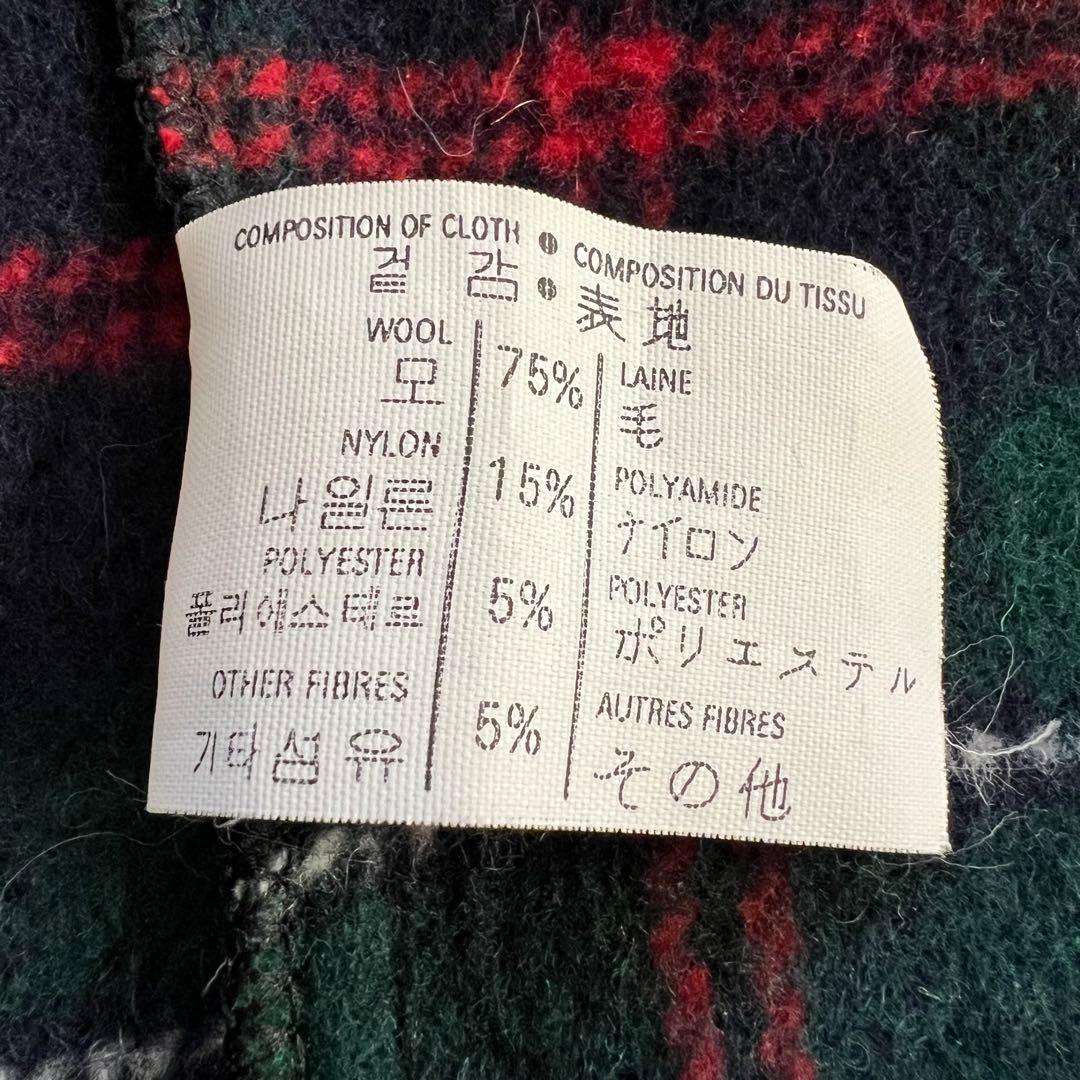 COMPOSITION OF CLOTH • COMPOSITION DU TISSU
겉 감 • 表地
WOOL 75% LAINE
모 毛
NYLON 15% POLYAMIDE
나일론 ナイロン
POLYESTER 5% POLYESTER
폴리에스테르 ポリエステル
OTHER FIBRES 5% AUTRES FIBRES
기타섬유 その他